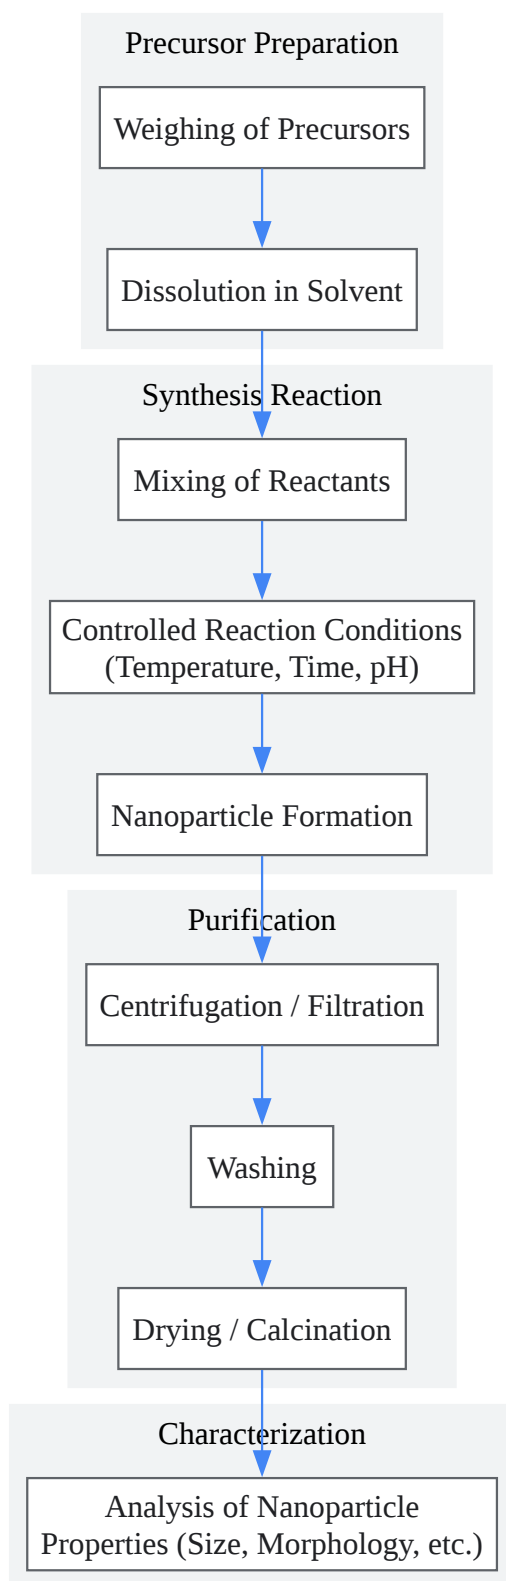 Precursor Preparation
Weighing of Precursors
Dissolution in Solvent
Synthesis Reaction
Mixing of Reactants
Controlled Reaction Conditions
(Temperature, Time, pH)
Nanoparticle Formation
Purification
Centrifugation / Filtration
Washing
Drying / Calcination
Characterization
Analysis of Nanoparticle
Properties (Size, Morphology, etc.)